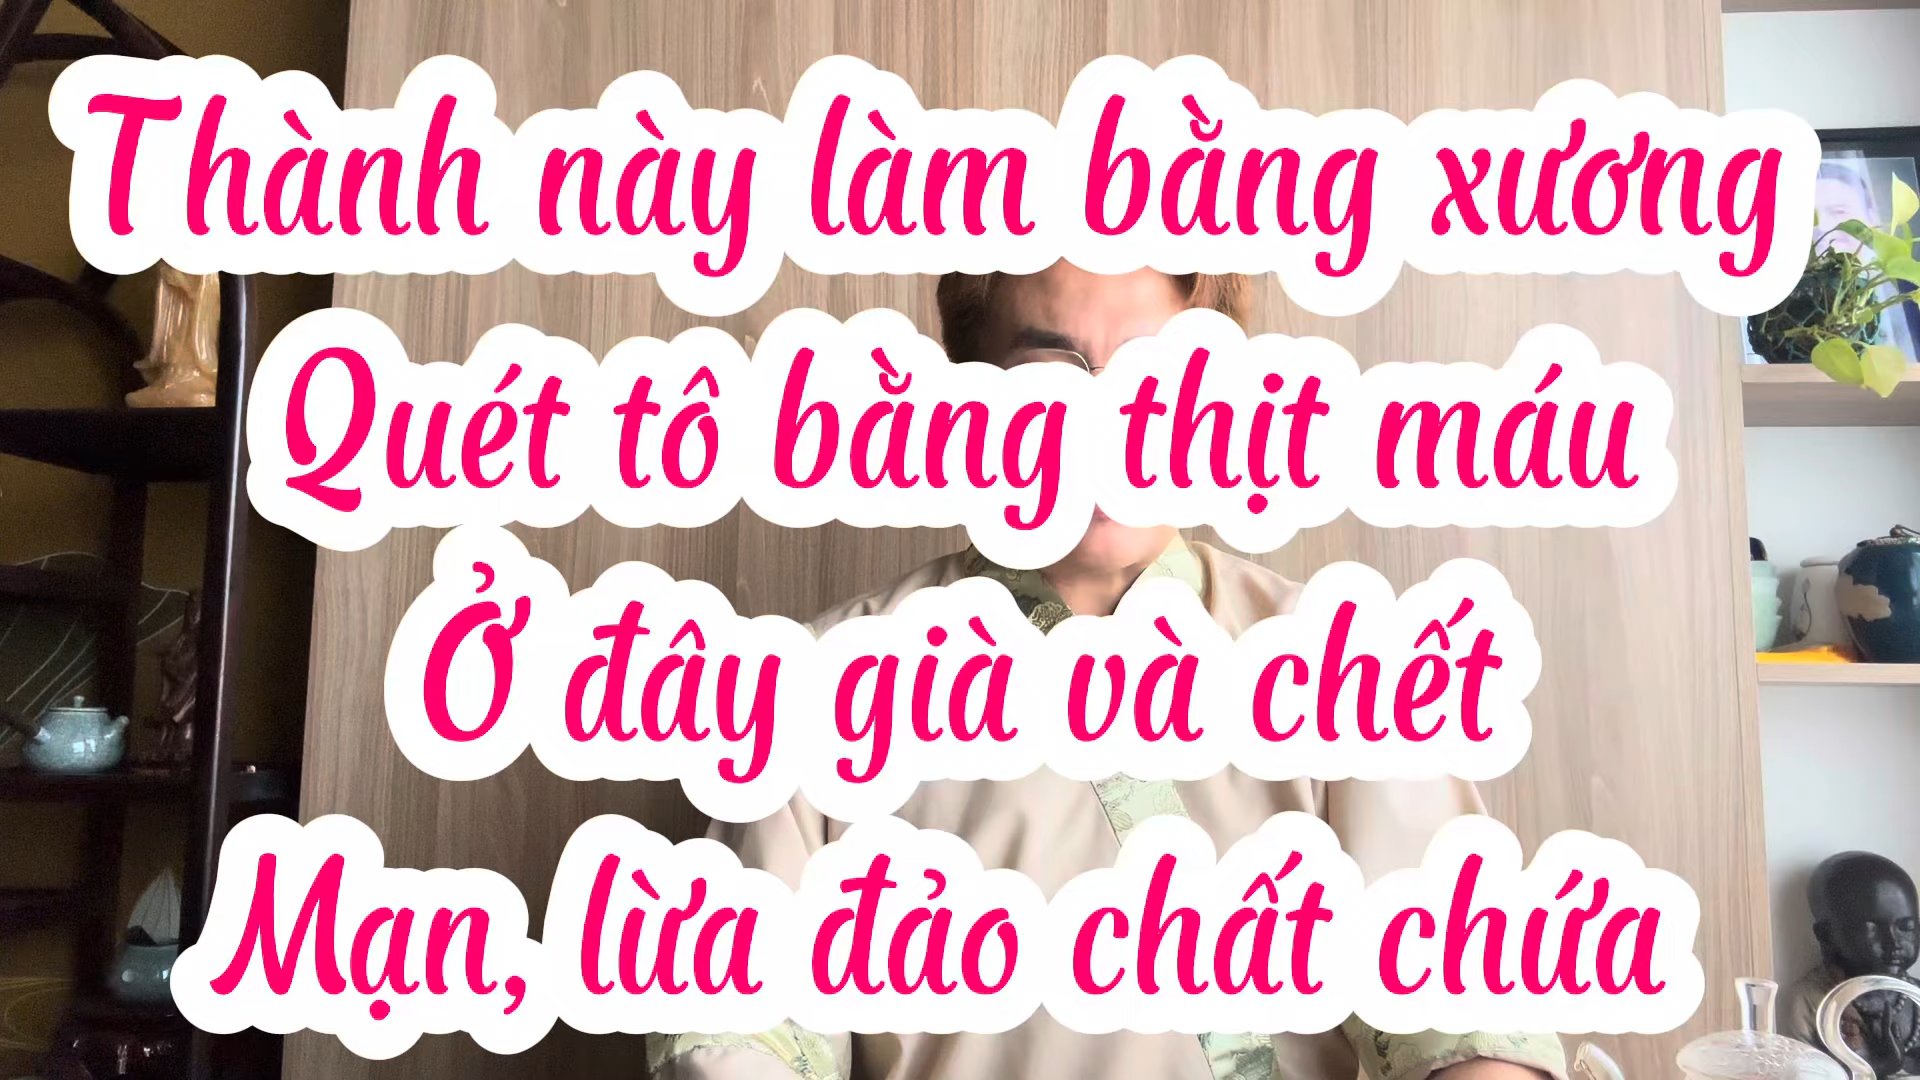 Thành này làm bằng xương
Quét tô bằng thịt máu
Ở đây già và chết
Mạn, lừa đảo chất chứa